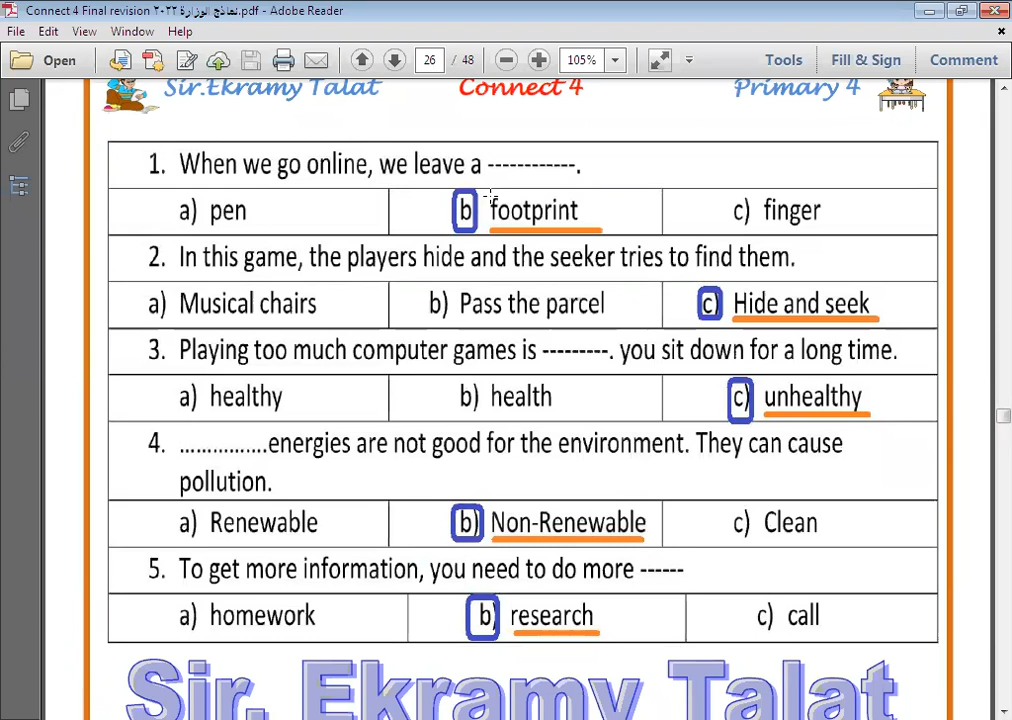 Connect 4 Final revision نماذج الوزارة ٢٠٢٢.pdf - Adobe Reader
File Edit View Window Help
Open 26 / 48 105% Tools Fill & Sign Comment
Sir.Ekramy Talat Connect 4 Primary 4
1. When we go online, we leave a ------------.
a) pen b) footprint c) finger
2. In this game, the players hide and the seeker tries to find them.
a) Musical chairs b) Pass the parcel c) Hide and seek
3. Playing too much computer games is ---------. you sit down for a long time.
a) healthy b) health c) unhealthy
4. ................energies are not good for the environment. They can cause
pollution.
a) Renewable b) Non-Renewable c) Clean
5. To get more information, you need to do more ------
a) homework b) research c) call
Sir. Ekramy Talat